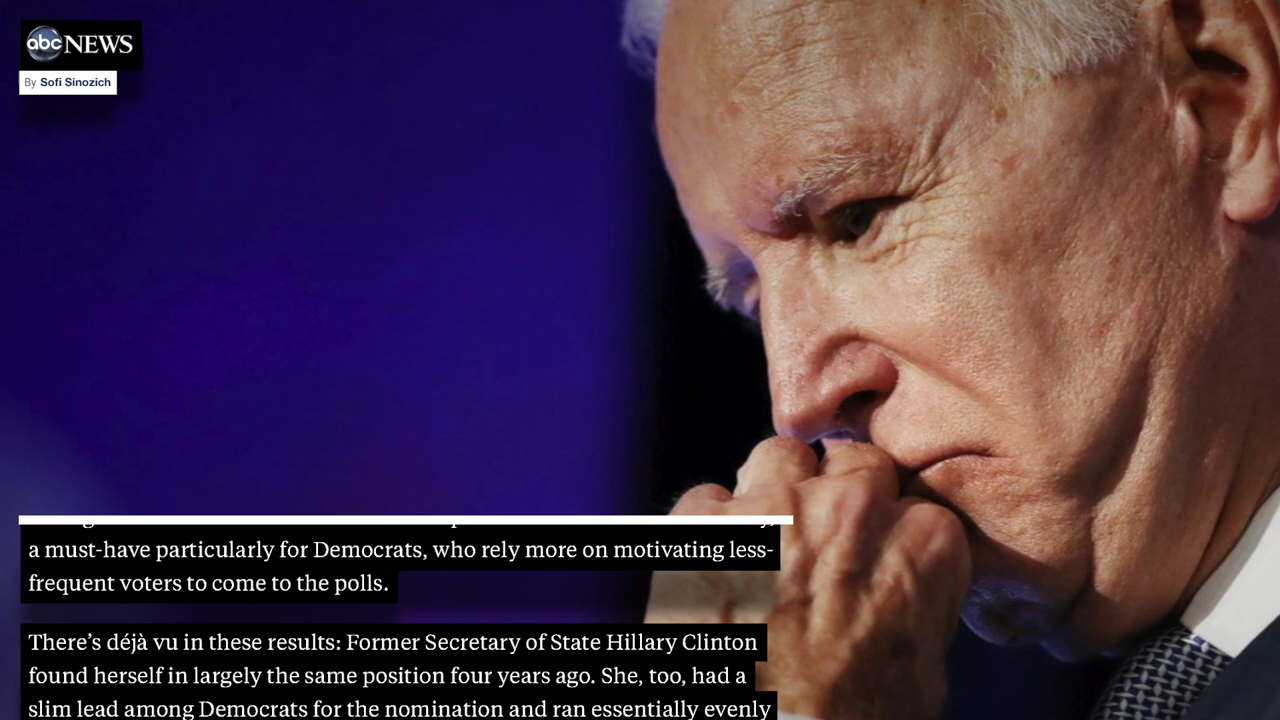 abc NEWS
By Sofi Sinozich
a must-have particularly for Democrats, who rely more on motivating less-
frequent voters to come to the polls.
There’s déjà vu in these results: Former Secretary of State Hillary Clinton
found herself in largely the same position four years ago. She, too, had a
slim lead among Democrats for the nomination and ran essentially evenly